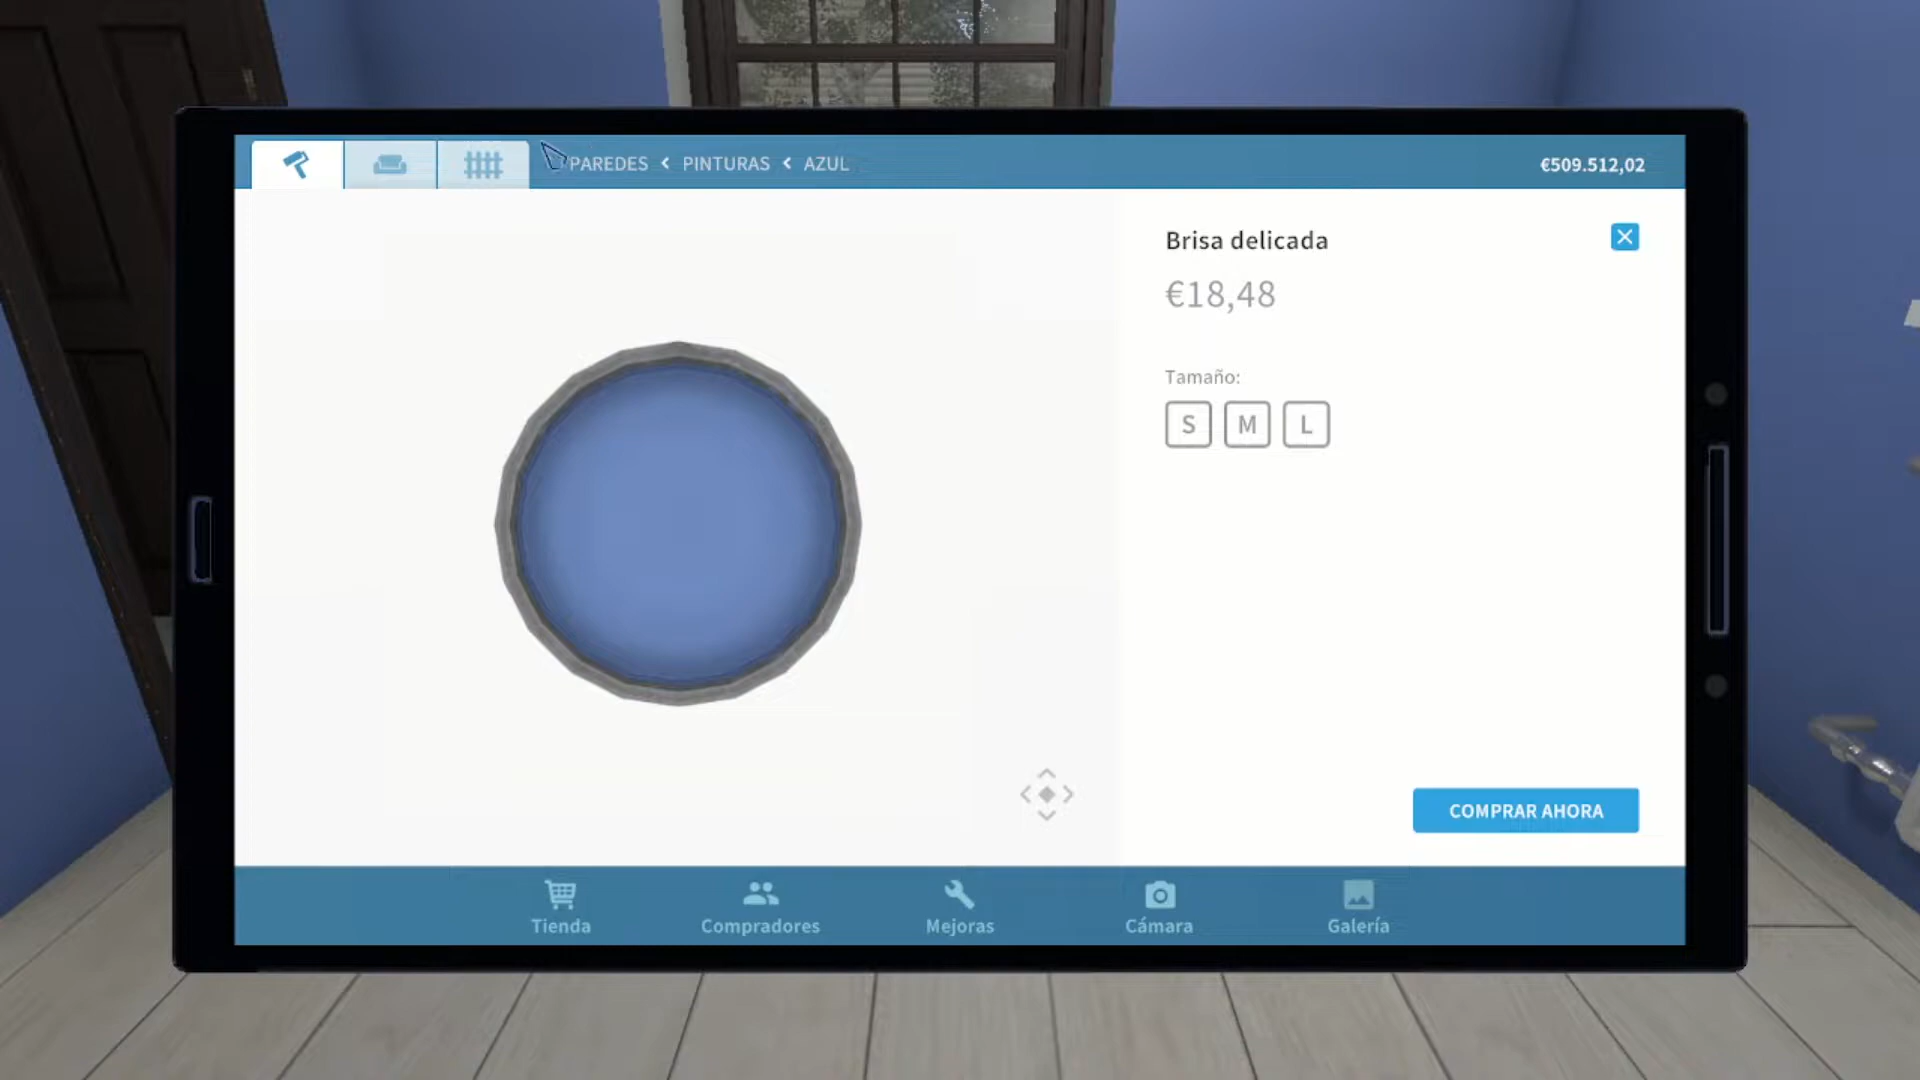 PAREDES < PINTURAS < AZUL
€509.512,02
Brisa delicada
€18,48
Tamaño:
S M L
COMPRAR AHORA
Tienda Compradores Mejoras Cámara Galería